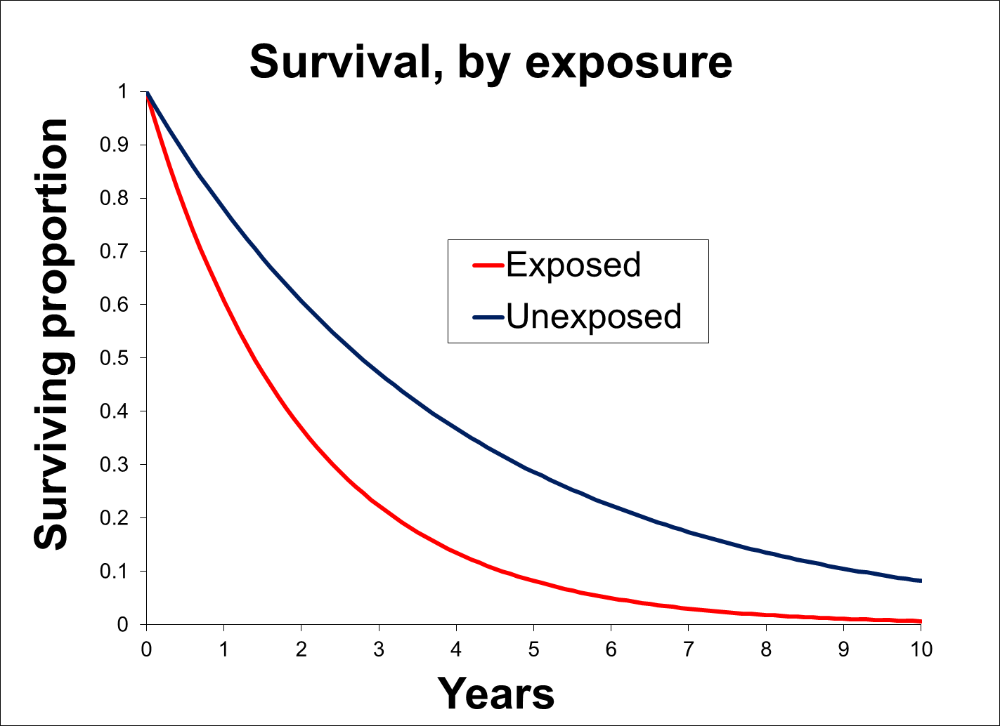 Survival, by exposure
Surviving proportion
1
0.9
0.8
0.7
0.6
0.5
0.4
0.3
0.2
0.1
0
Exposed
Unexposed
0 1 2 3 4 5 6 7 8 9 10
Years